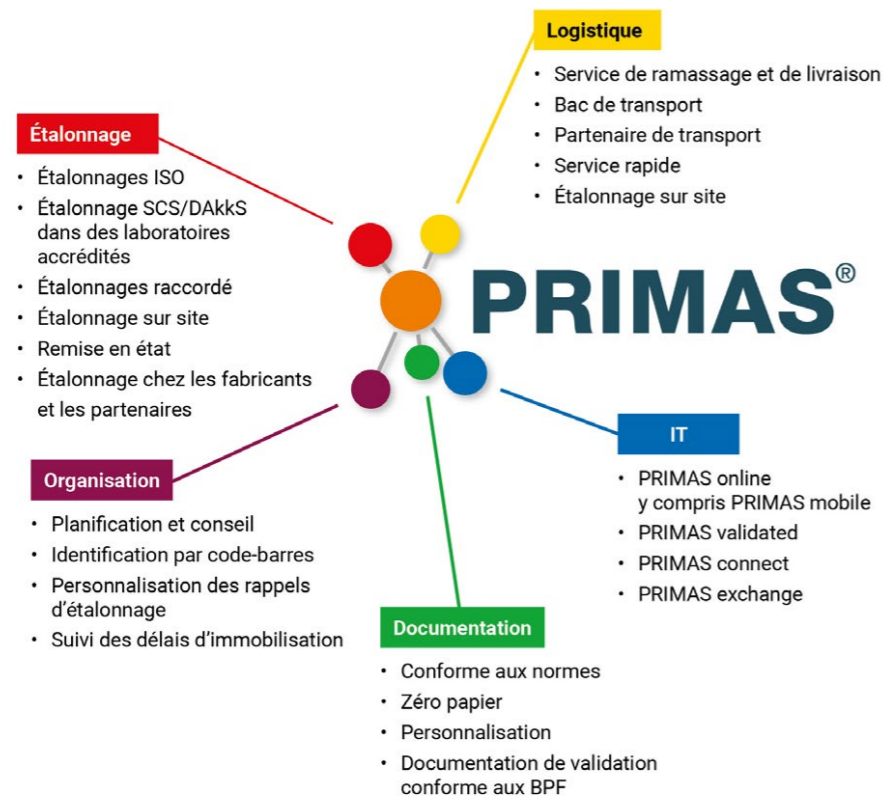 Logistique
• Service de ramassage et de livraison
• Bac de transport
• Partenaire de transport
• Service rapide
• Étalonnage sur site
Étalonnage
• Étalonnages ISO
• Étalonnage SCS/DAkkS
dans des laboratoires
accrédités
• Étalonnages raccordé
• Étalonnage sur site
• Remise en état
• Étalonnage chez les fabricants
et les partenaires
PRIMAS®
Organisation
• Planification et conseil
• Identification par code-barres
• Personnalisation des rappels
d’étalonnage
• Suivi des délais d’immobilisation
IT
• PRIMAS online
y compris PRIMAS mobile
• PRIMAS validated
• PRIMAS connect
• PRIMAS exchange
Documentation
• Conforme aux normes
• Zéro papier
• Personnalisation
• Documentation de validation
conforme aux BPF